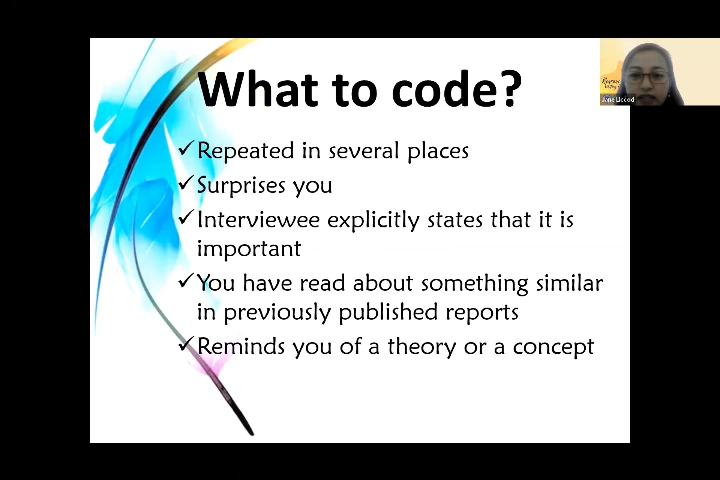 What to code?
✓Repeated in several places
✓Surprises you
✓Interviewee explicitly states that it is
important
✓You have read about something similar
in previously published reports
✓Reminds you of a theory or a concept